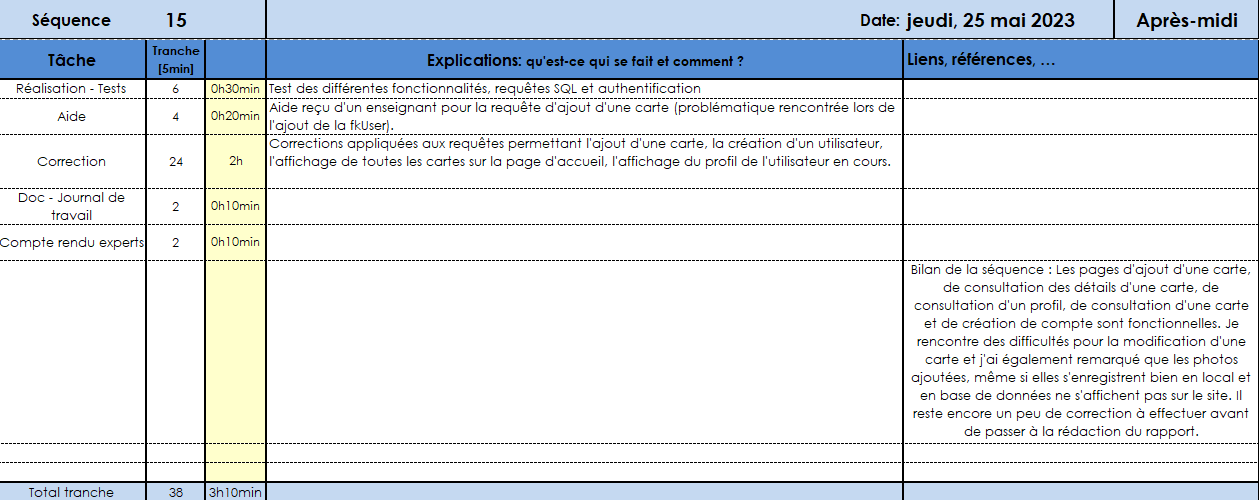 Séquence 15 Date: jeudi, 25 mai 2023 Après-midi
Tâche Tranche [5min] Explications: qu'est-ce qui se fait et comment ? Liens, références, …
Réalisation - Tests 6 0h30min Test des différentes fonctionnalités, requêtes SQL et authentification
Aide 4 0h20min Aide reçu d'un enseignant pour la requête d'ajout d'une carte (problématique rencontrée lors de
l'ajout de la fkUser).
Correction 24 2h Corrections appliquées aux requêtes permettant l'ajout d'une carte, la création d'un utilisateur,
l'affichage de toutes les cartes sur la page d'accueil, l'affichage du profil de l'utilisateur en cours.
Doc - Journal de
travail 2 0h10min
Compte rendu experts 2 0h10min
Bilan de la séquence : Les pages d'ajout d'une carte,
de consultation des détails d'une carte, de
consultation d'un profil, de consultation d'une carte
et de création de compte sont fonctionnelles. Je
rencontre des difficultés pour la modification d'une
carte et j'ai également remarqué que les photos
ajoutées, même si elles s'enregistrent bien en local et
en base de données ne s'affichent pas sur le site. Il
reste encore un peu de correction à effectuer avant
de passer à la rédaction du rapport.
Total tranche 38 3h10min